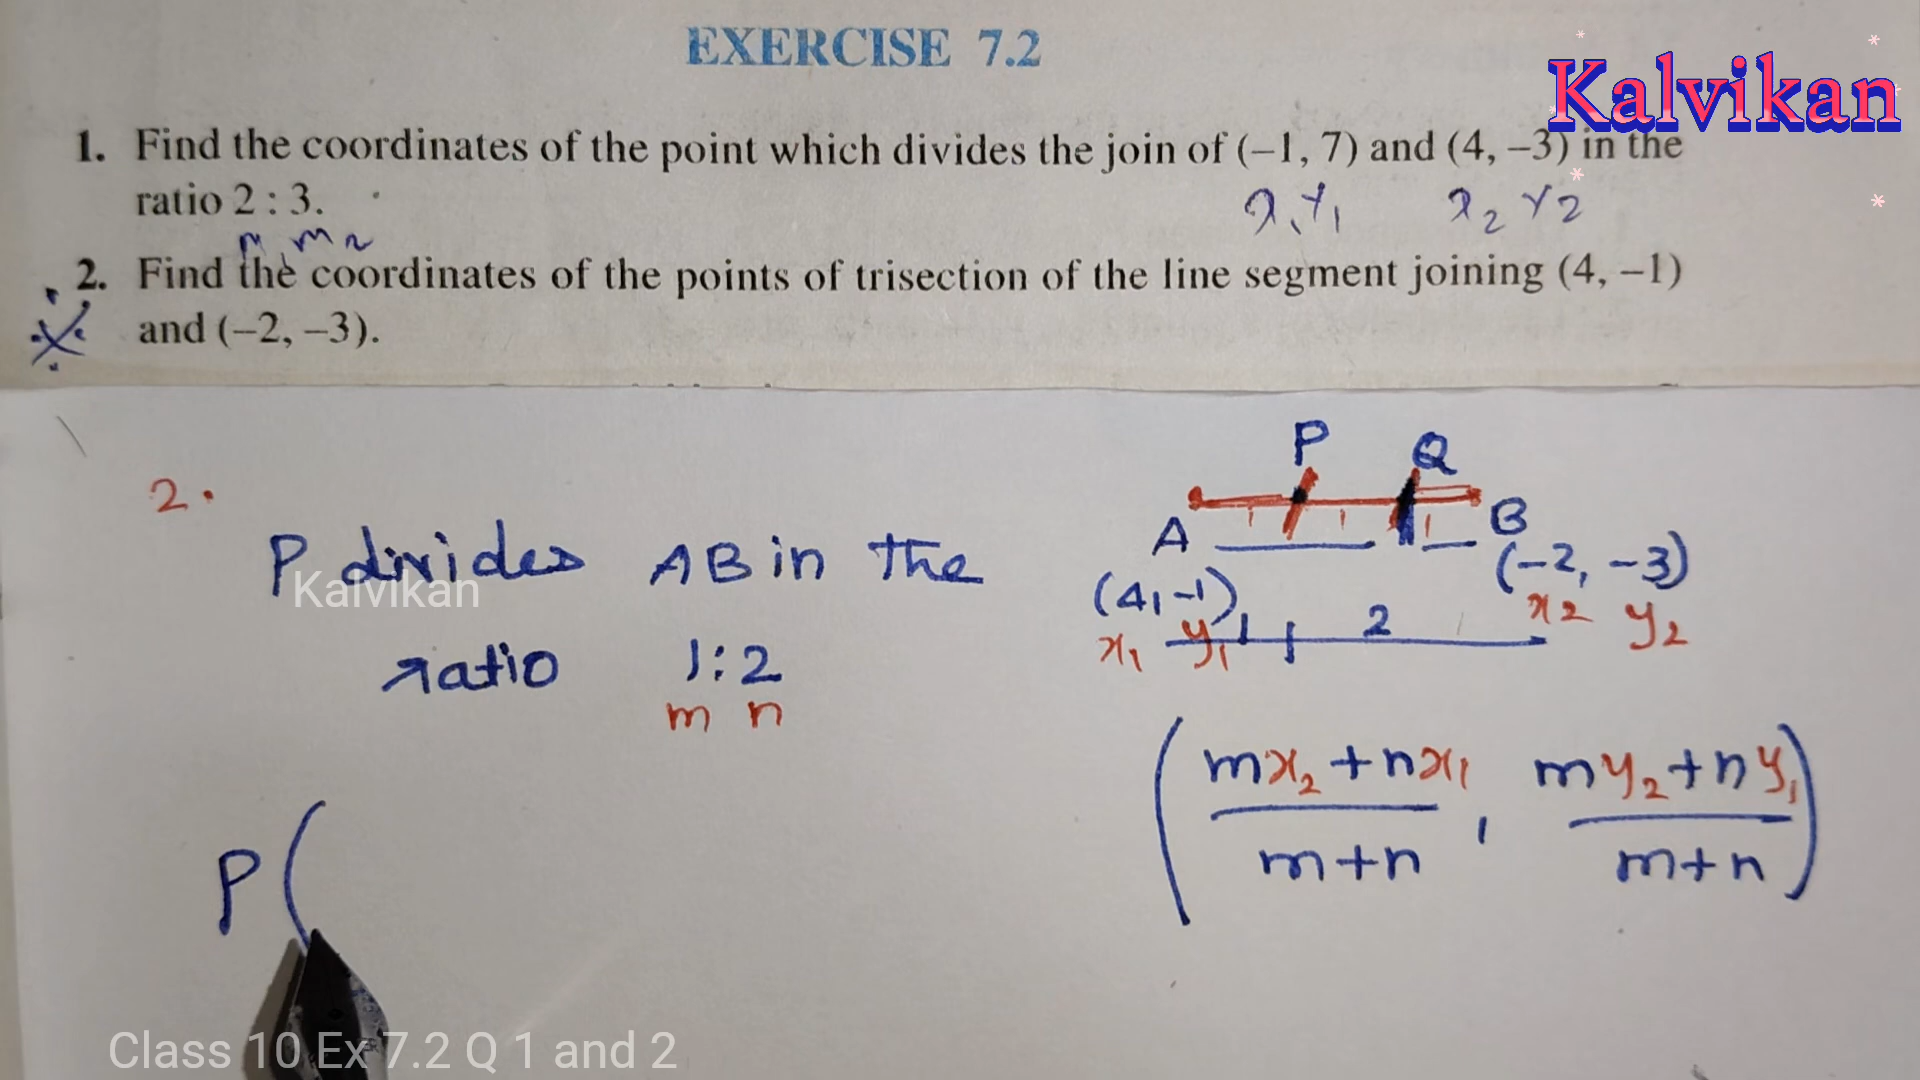 EXERCISE 7.2
Kalvikan
1. Find the coordinates of the point which divides the join of (–1, 7) and (4, –3) in the
ratio 2 : 3.
x₁ y₁ x₂ y₂
m₂
2. Find the coordinates of the points of trisection of the line segment joining (4, –1)
and (–2, –3).
2.
P Q
A B
1 1 1
(4, -1) (-2, -3)
x₁ y₁ x₂ y₂
1 2
P divides AB in the
Kalvikan
ratio 1:2
m n
(mx₂+nx₁/m+n, my₂+ny₁/m+n)
P(
Class 10 Ex 7.2 Q 1 and 2